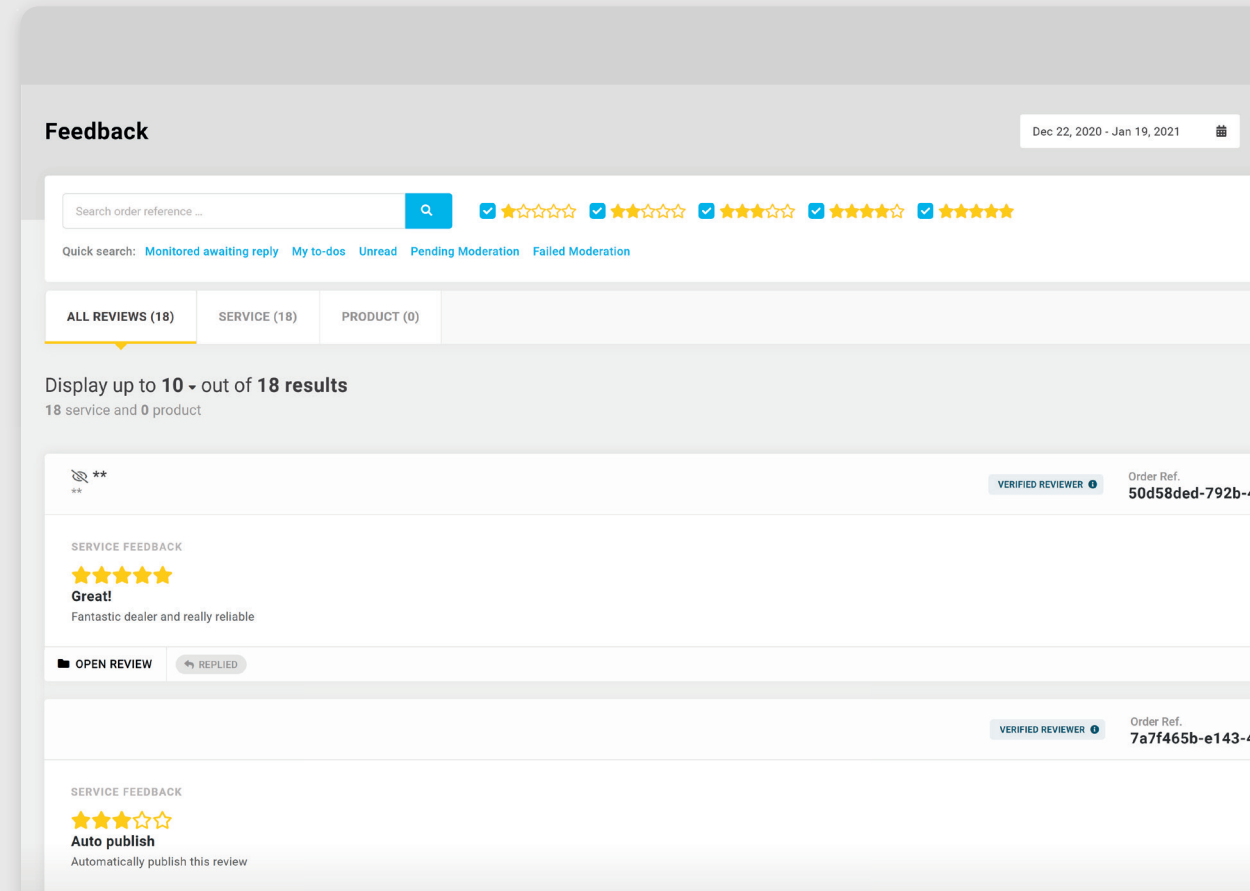 Feedback
Dec 22, 2020 - Jan 19, 2021
Search order reference ...
Quick search: Monitored awaiting reply My to-dos Unread Pending Moderation Failed Moderation
ALL REVIEWS (18) SERVICE (18) PRODUCT (0)
Display up to 10 out of 18 results
18 service and 0 product
**
**
VERIFIED REVIEWER
Order Ref.
50d58ded-792b-
SERVICE FEEDBACK
Great!
Fantastic dealer and really reliable
OPEN REVIEW REPLIED
VERIFIED REVIEWER
Order Ref.
7a7f465b-e143-
SERVICE FEEDBACK
Auto publish
Automatically publish this review